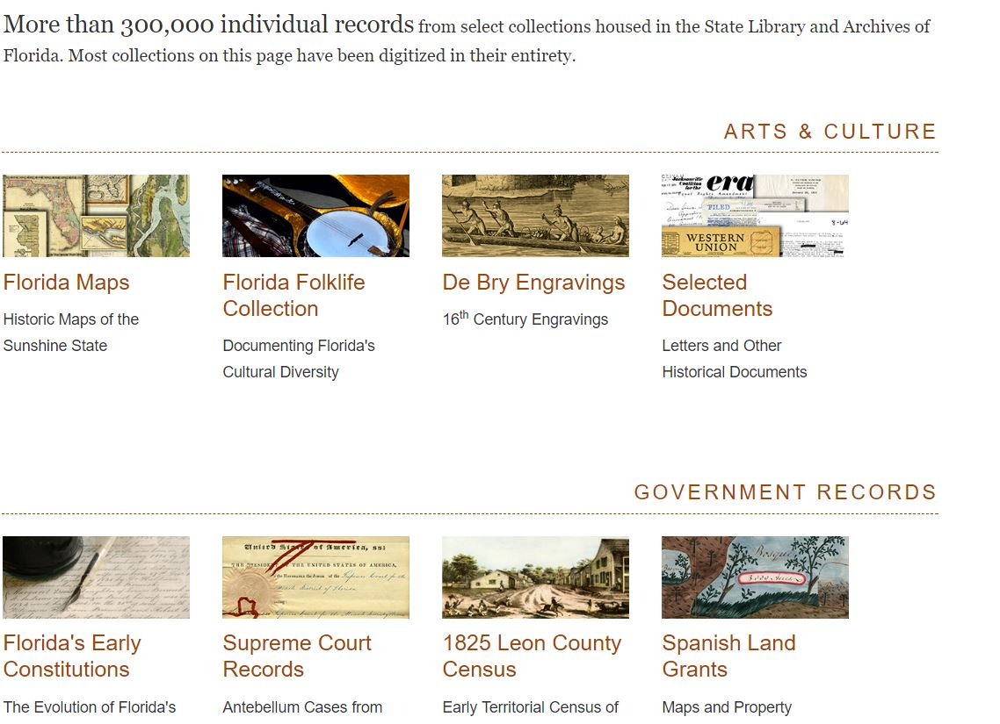 More than 300,000 individual records from select collections housed in the State Library and Archives of
Florida. Most collections on this page have been digitized in their entirety.
ARTS & CULTURE
era
FILED
WESTERN
UNION
Florida Maps
Historic Maps of the
Sunshine State
Florida Folklife
Collection
Documenting Florida's
Cultural Diversity
De Bry Engravings
16th Century Engravings
Selected
Documents
Letters and Other
Historical Documents
GOVERNMENT RECORDS
United States of America, ss:
THE PRESIDENT OF THE UNITED STATES OF AMERICA,
Florida's Early
Constitutions
The Evolution of Florida's
Supreme Court
Records
Antebellum Cases from
1825 Leon County
Census
Early Territorial Census of
Spanish Land
Grants
Maps and Property